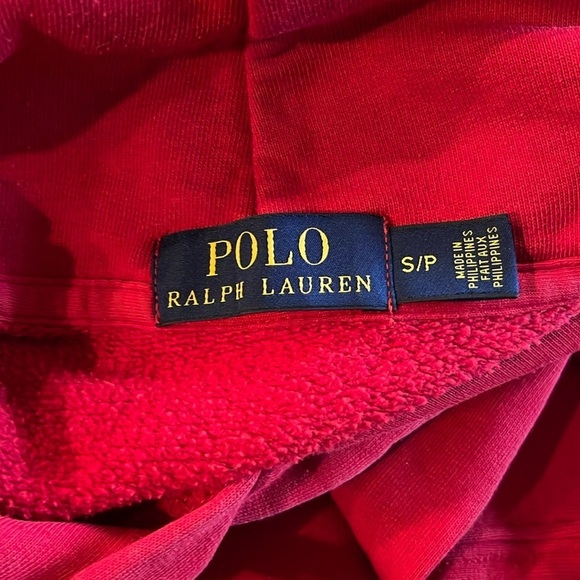 POLO
RALPH LAUREN
S/P
MADE IN
PHILIPPINES
FAIT AUX
PHILIPPINES